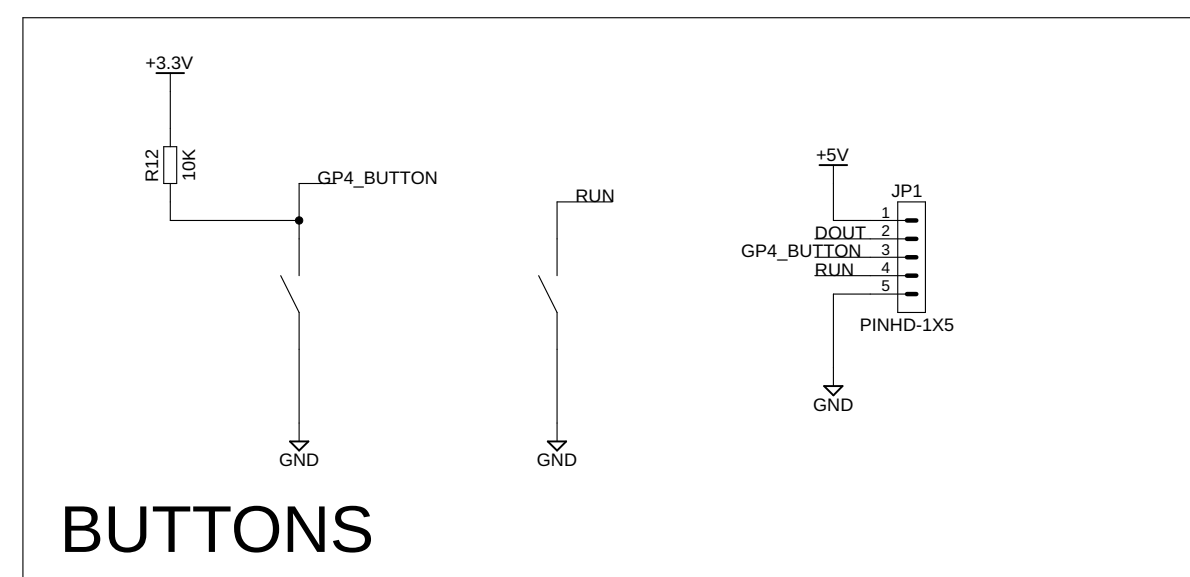 +3.3V
R12
10K
GP4_BUTTON
GND
RUN
GND
+5V
JP1
1
DOUT 2
GP4_BUTTON 3
RUN 4
5
PINHD-1X5
GND
BUTTONS